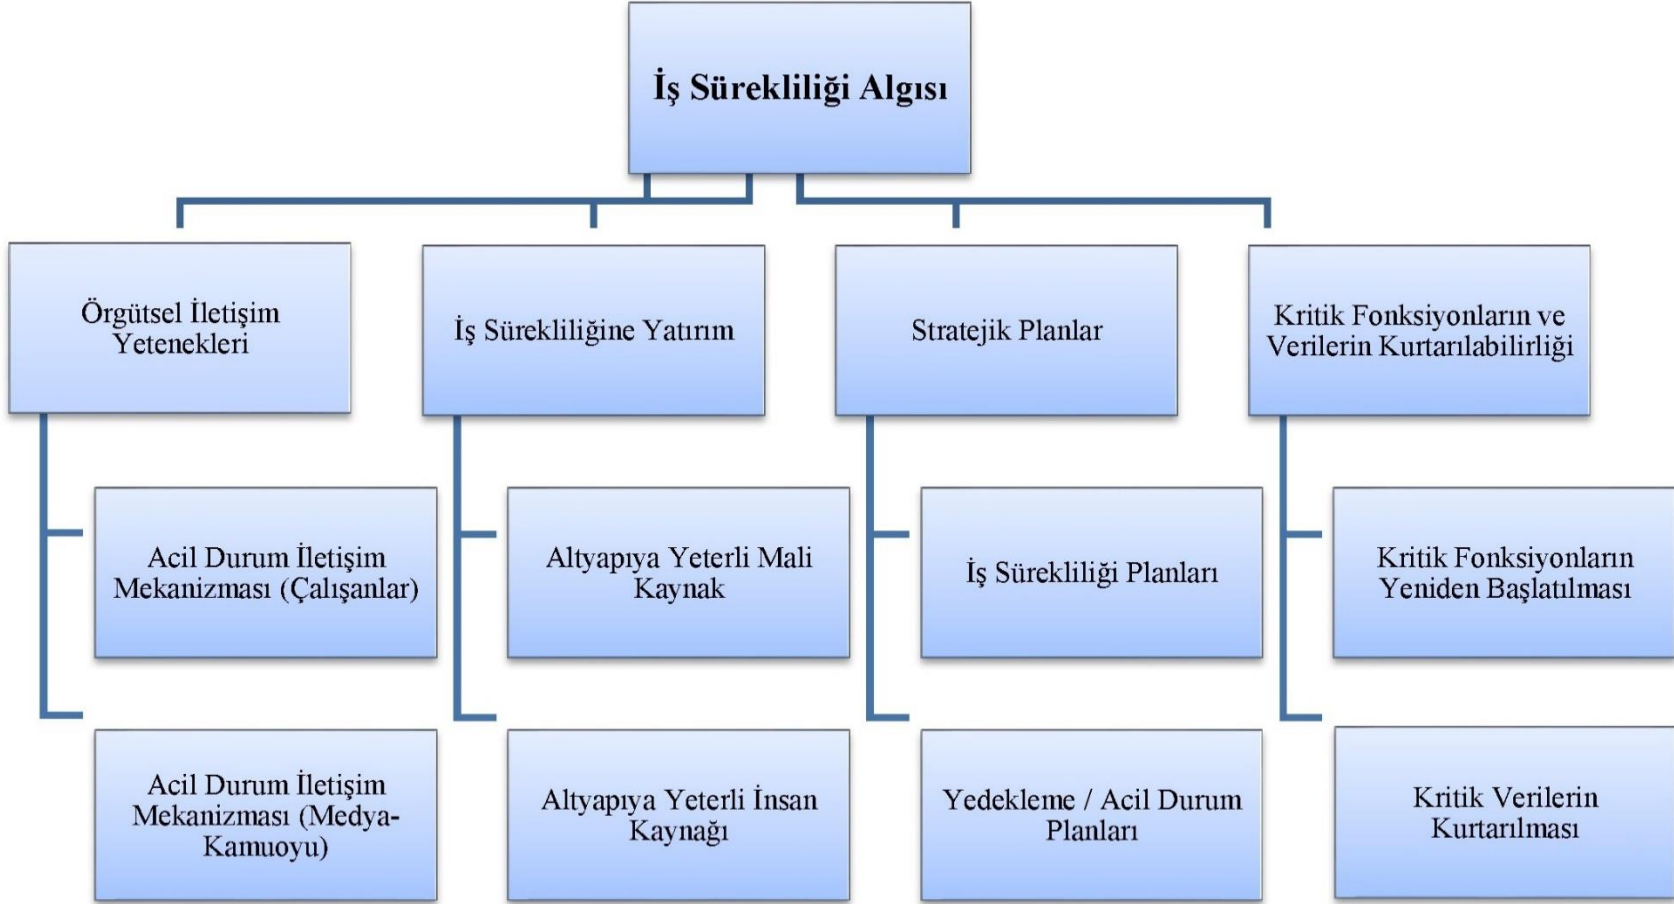 İş Sürekliliği Algısı
Örgütsel İletişim
Yetenekleri
İş Sürekliliğine Yatırım
Stratejik Planlar
Kritik Fonksiyonların ve
Verilerin Kurtarılabilirliği
Acil Durum İletişim
Mekanizması (Çalışanlar)
Altyapıya Yeterli Mali
Kaynak
İş Sürekliliği Planları
Kritik Fonksiyonların
Yeniden Başlatılması
Acil Durum İletişim
Mekanizması (Medya-
Kamuoyu)
Altyapıya Yeterli İnsan
Kaynağı
Yedekleme / Acil Durum
Planları
Kritik Verilerin
Kurtarılması